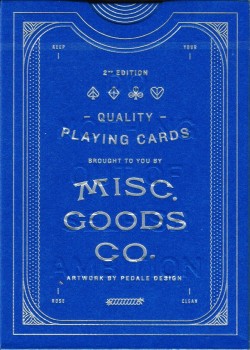 KEEP YOUR
2ND EDITION
QUALITY
PLAYING CARDS
BROUGHT TO YOU BY
MISC.
GOODS
CO.
ARTWORK BY PEDALE DESIGN
NOSE CLEAN